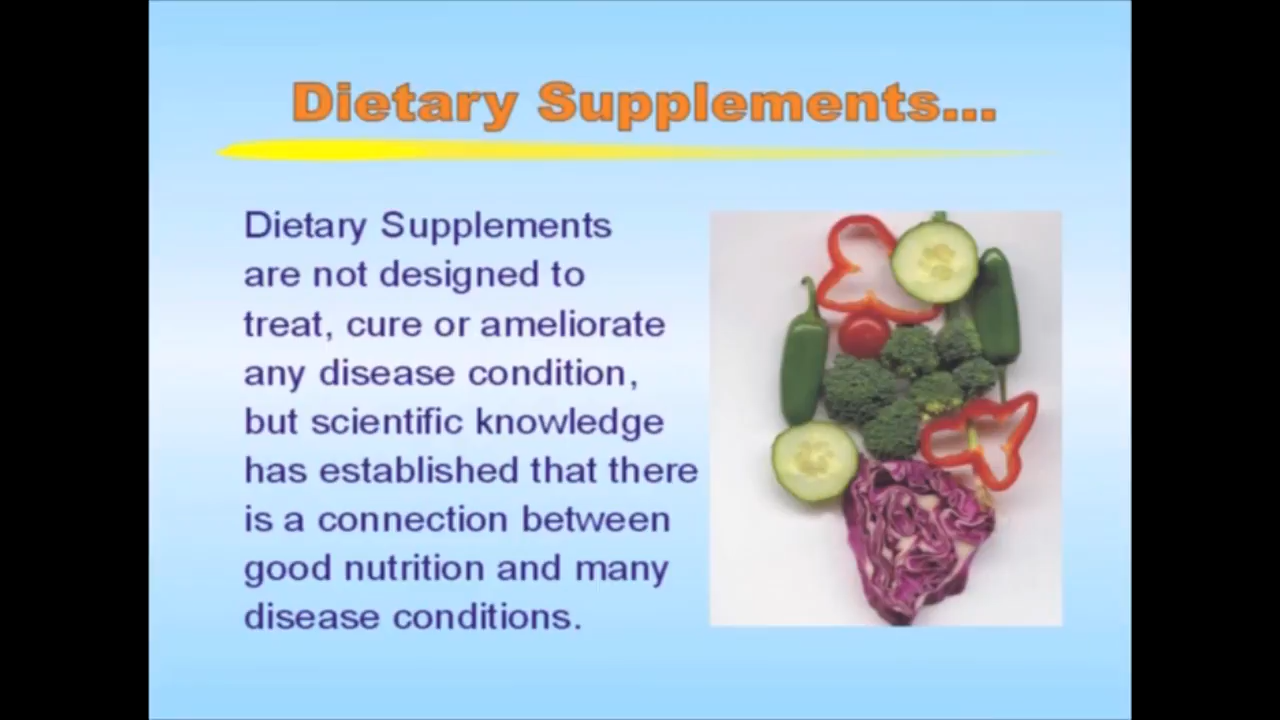 Dietary Supplements...
Dietary Supplements
are not designed to
treat, cure or ameliorate
any disease condition,
but scientific knowledge
has established that there
is a connection between
good nutrition and many
disease conditions.